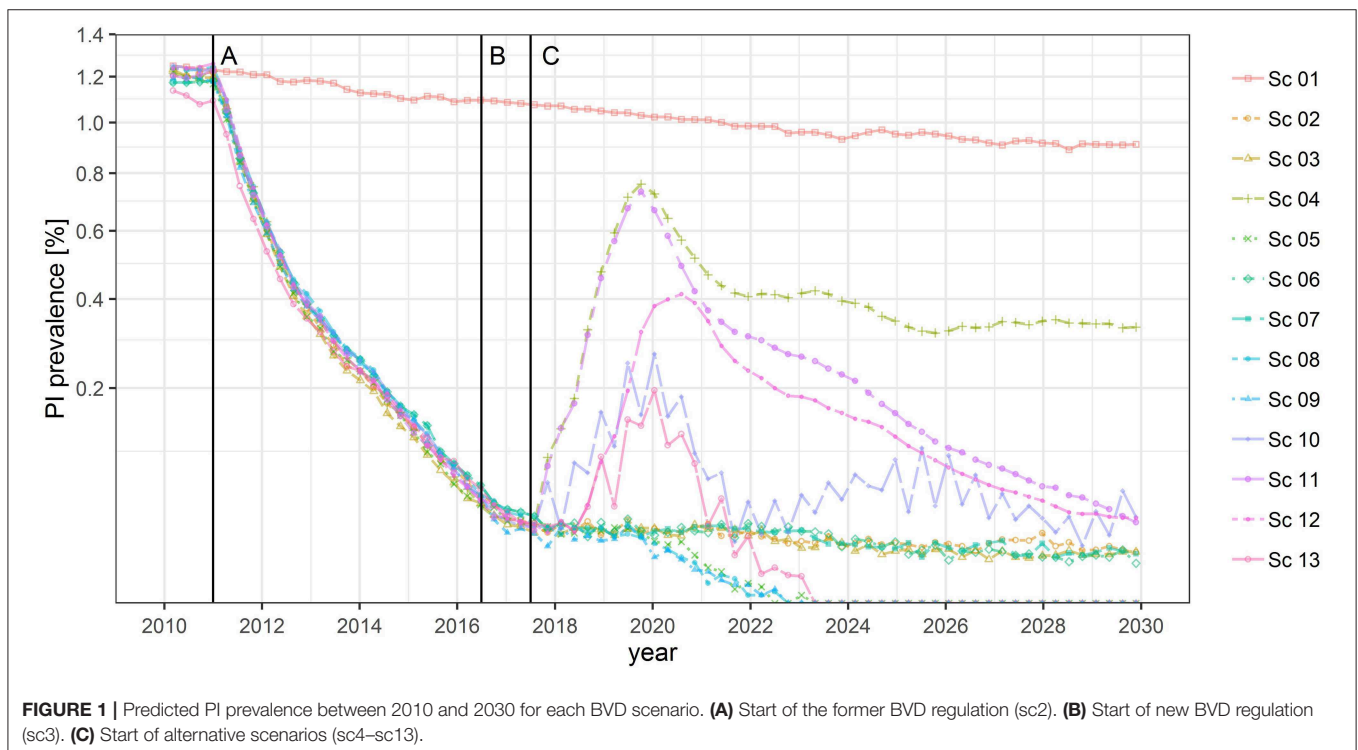 1.4
1.2
1.0
0.8
0.6
0.4
0.2
PI prevalence [%]
A
B
C
2010
2012
2014
2016
2018
2020
2022
2024
2026
2028
2030
year
Sc 01
Sc 02
Sc 03
Sc 04
Sc 05
Sc 06
Sc 07
Sc 08
Sc 09
Sc 10
Sc 11
Sc 12
Sc 13
FIGURE 1 | Predicted PI prevalence between 2010 and 2030 for each BVD scenario. (A) Start of the former BVD regulation (sc2). (B) Start of new BVD regulation
(sc3). (C) Start of alternative scenarios (sc4–sc13).